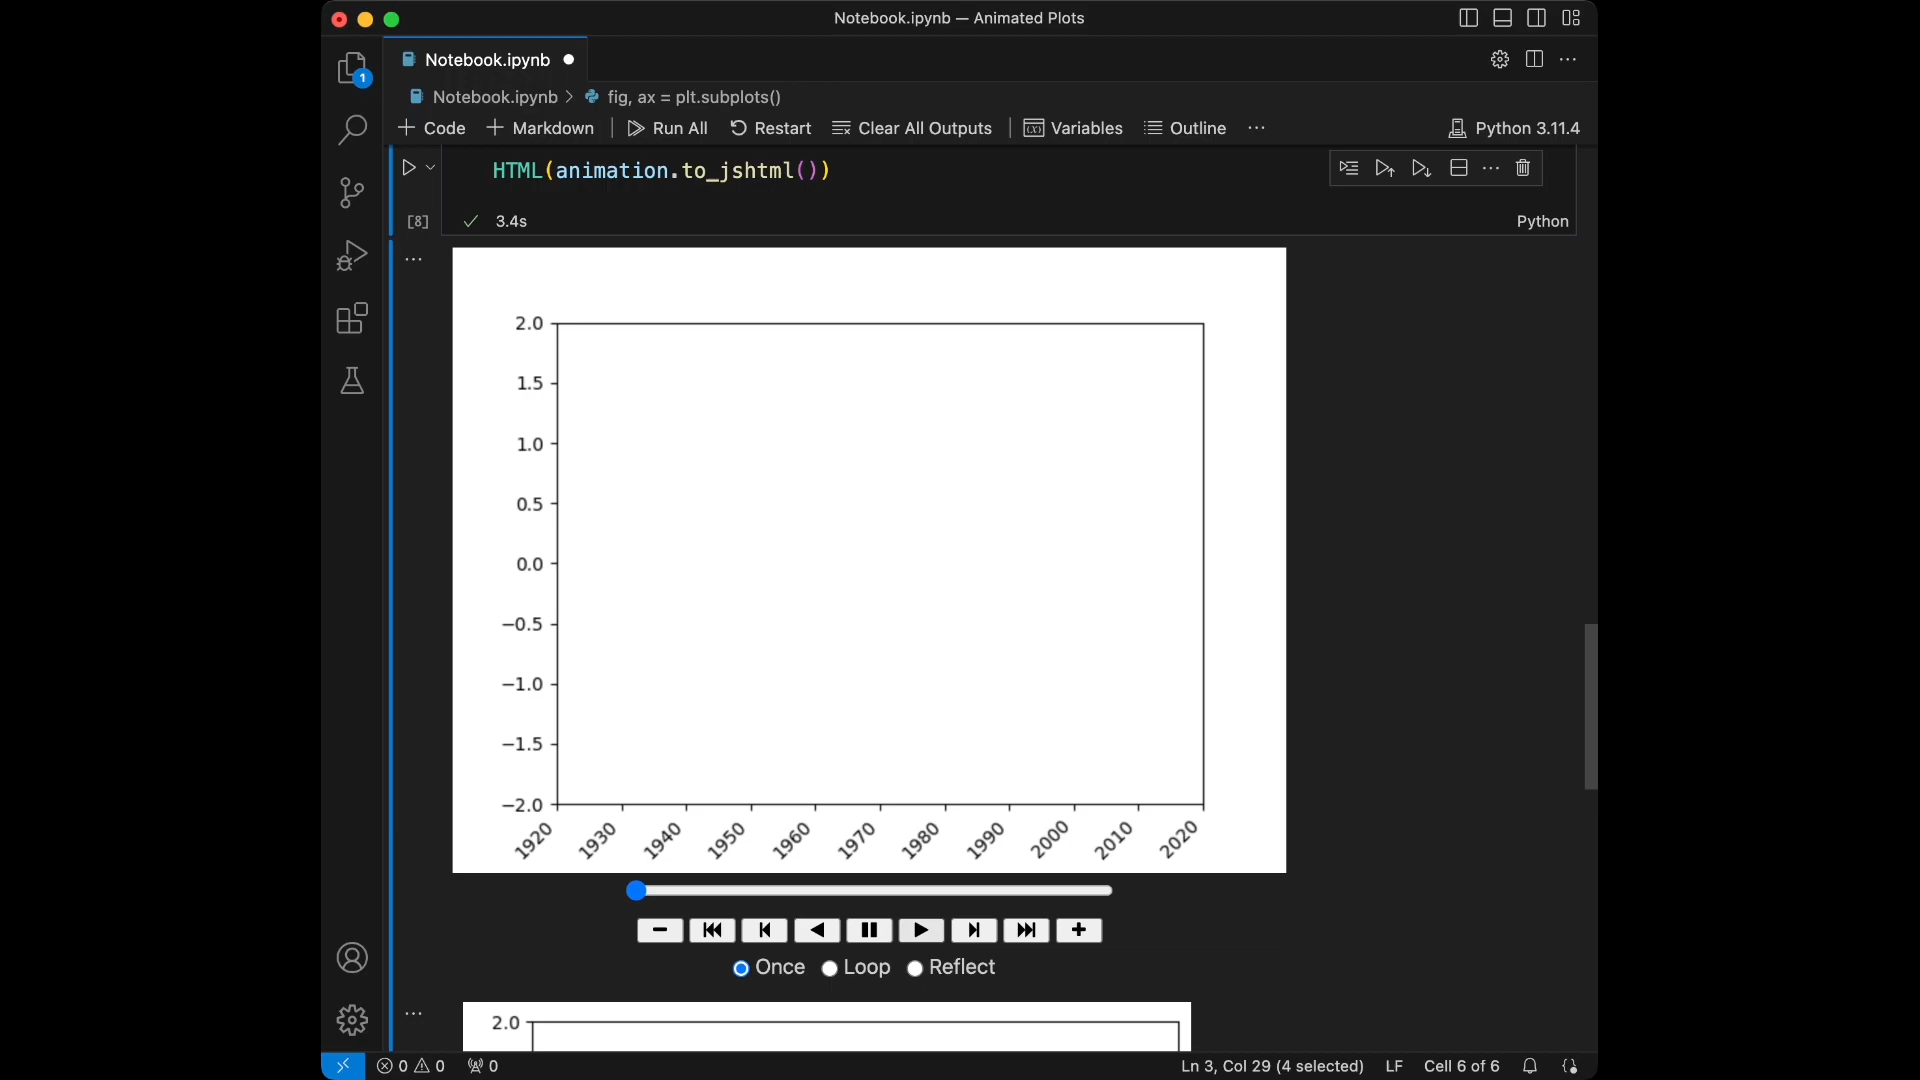 Notebook.ipynb — Animated Plots
Notebook.ipynb
1
Notebook.ipynb > fig, ax = plt.subplots()
+ Code + Markdown Run All Restart Clear All Outputs Variables Outline ··· Python 3.11.4
HTML(animation.to_jshtml())
[8] ✓ 3.4s Python
2.0
1.5
1.0
0.5
0.0
−0.5
−1.0
−1.5
−2.0
1920 1930 1940 1950 1960 1970 1980 1990 2000 2010 2020
Once Loop Reflect
2.0
0 0 0 Ln 3, Col 29 (4 selected) LF Cell 6 of 6